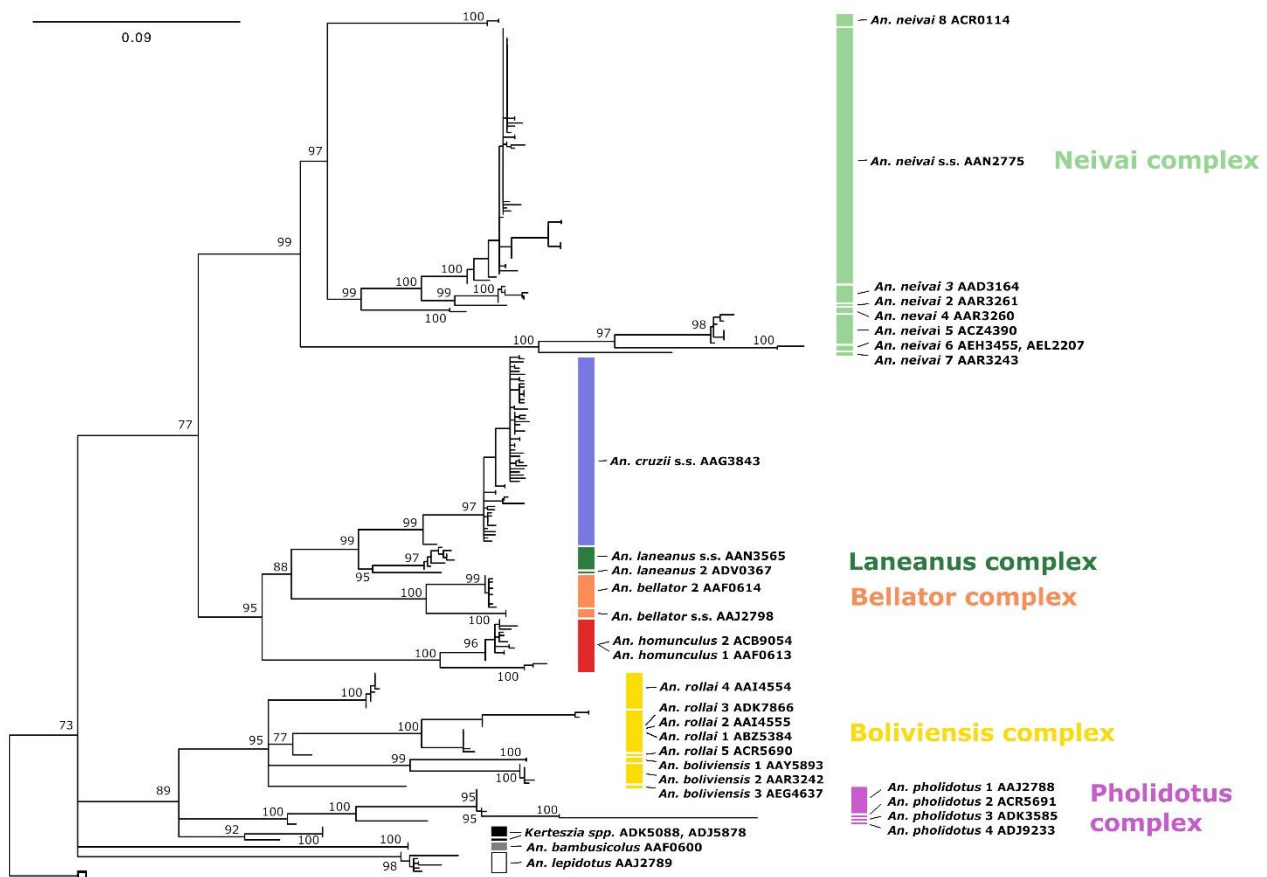 0.09
100
97
99
100
100
99
99
100
98
97
100
100
77
97
99
99
97
95
88
99
100
95
100
96
100
100
73
100
100
95
77
99
89
95
95
100
100
92
100
100
98
An. neivai 8 ACR0114
An. neivai s.s. AAN2775
Neivai complex
An. neivai 3 AAD3164
An. neivai 2 AAR3261
An. nevai 4 AAR3260
An. neivai 5 ACZ4390
An. neivai 6 AEH3455, AEL2207
An. neivai 7 AAR3243
An. cruzii s.s. AAG3843
An. laneanus s.s. AAN3565
An. laneanus 2 ADV0367
Laneanus complex
An. bellator 2 AAF0614
Bellator complex
An. bellator s.s. AAJ2798
An. homunculus 2 ACB9054
An. homunculus 1 AAF0613
An. rollai 4 AAI4554
An. rollai 3 ADK7866
An. rollai 2 AAI4555
An. rollai 1 ABZ5384
Boliviensis complex
An. rollai 5 ACR5690
An. boliviensis 1 AAY5893
An. boliviensis 2 AAR3242
An. boliviensis 3 AEG4637
An. pholidotus 1 AAJ2788
An. pholidotus 2 ACR5691
An. pholidotus 3 ADK3585
An. pholidotus 4 ADJ9233
Pholidotus
complex
Kerteszia spp. ADK5088, ADJ5878
An. bambusicolus AAF0600
An. lepidotus AAJ2789